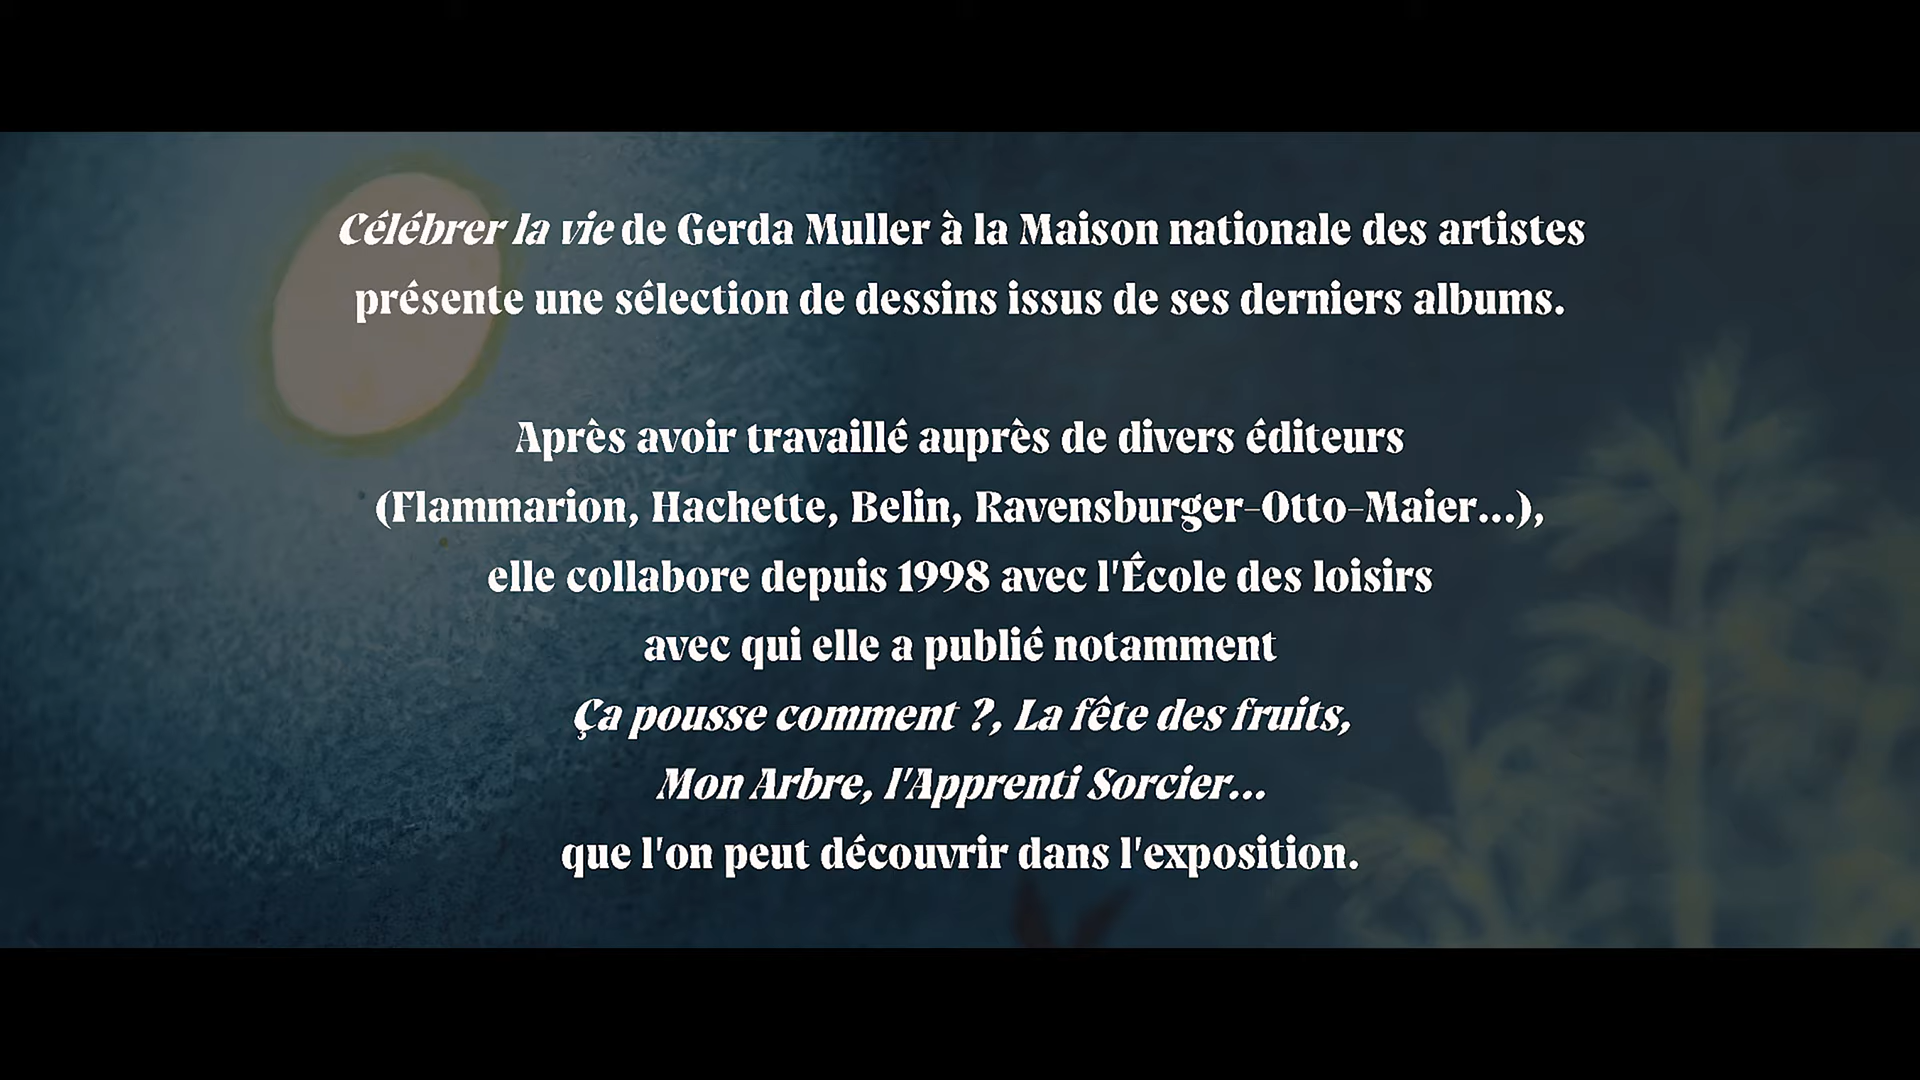 Célébrer la vie de Gerda Muller à la Maison nationale des artistes
présente une sélection de dessins issus de ses derniers albums.
Après avoir travaillé auprès de divers éditeurs
(Flammarion, Hachette, Belin, Ravensburger-Otto-Maier...),
elle collabore depuis 1998 avec l'École des loisirs
avec qui elle a publié notamment
Ça pousse comment ?, La fête des fruits,
Mon Arbre, l'Apprenti Sorcier...
que l'on peut découvrir dans l'exposition.